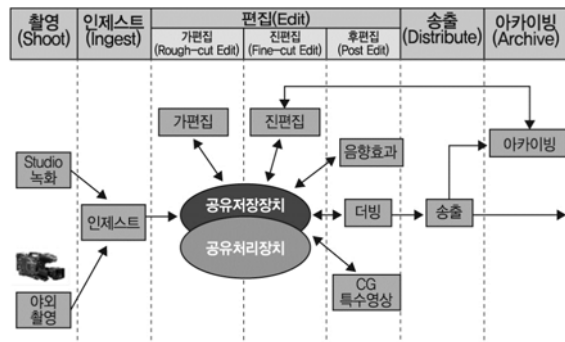 촬영
(Shoot)
인제스트
(Ingest)
편집(Edit)
가편집
(Rough-cut Edit)
진편집
(Fine-cut Edit)
후편집
(Post Edit)
송출
(Distribute)
아카이빙
(Archive)
가편집
진편집
음향효과
아카이빙
Studio
녹화
인제스트
공유저장장치
공유처리장치
더빙
송출
야외
촬영
CG
특수영상